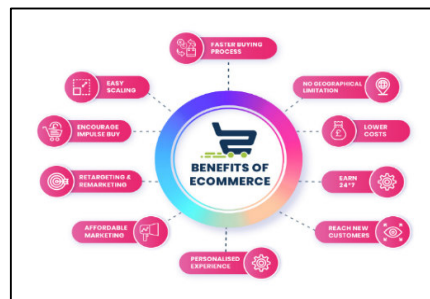 FASTER BUYING
PROCESS
EASY
SCALING
NO GEOGRAPHICAL
LIMITATION
ENCOURAGE
IMPULSE BUY
LOWER
COSTS
BENEFITS OF
ECOMMERCE
RETARGETING &
REMARKETING
EARN
24*7
AFFORDABLE
MARKETING
REACH NEW
CUSTOMERS
PERSONALISED
EXPERIENCE